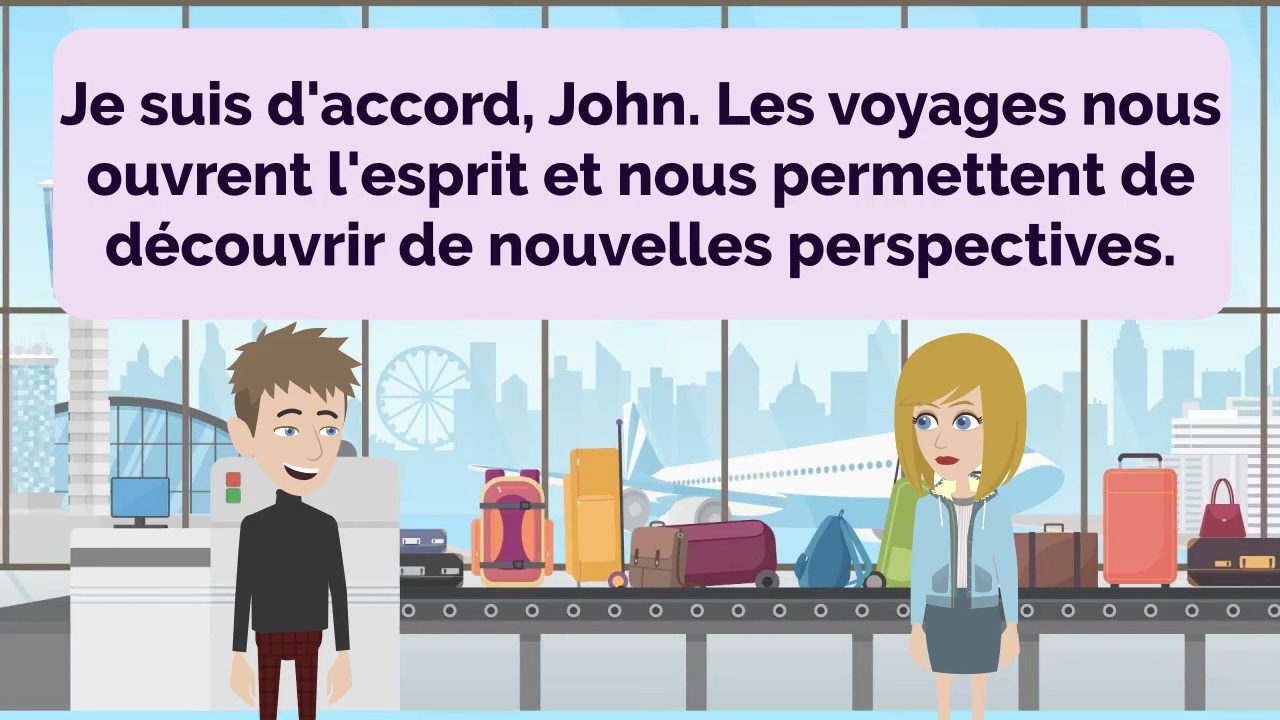 Je suis d'accord, John. Les voyages nous
ouvrent l'esprit et nous permettent de
découvrir de nouvelles perspectives.